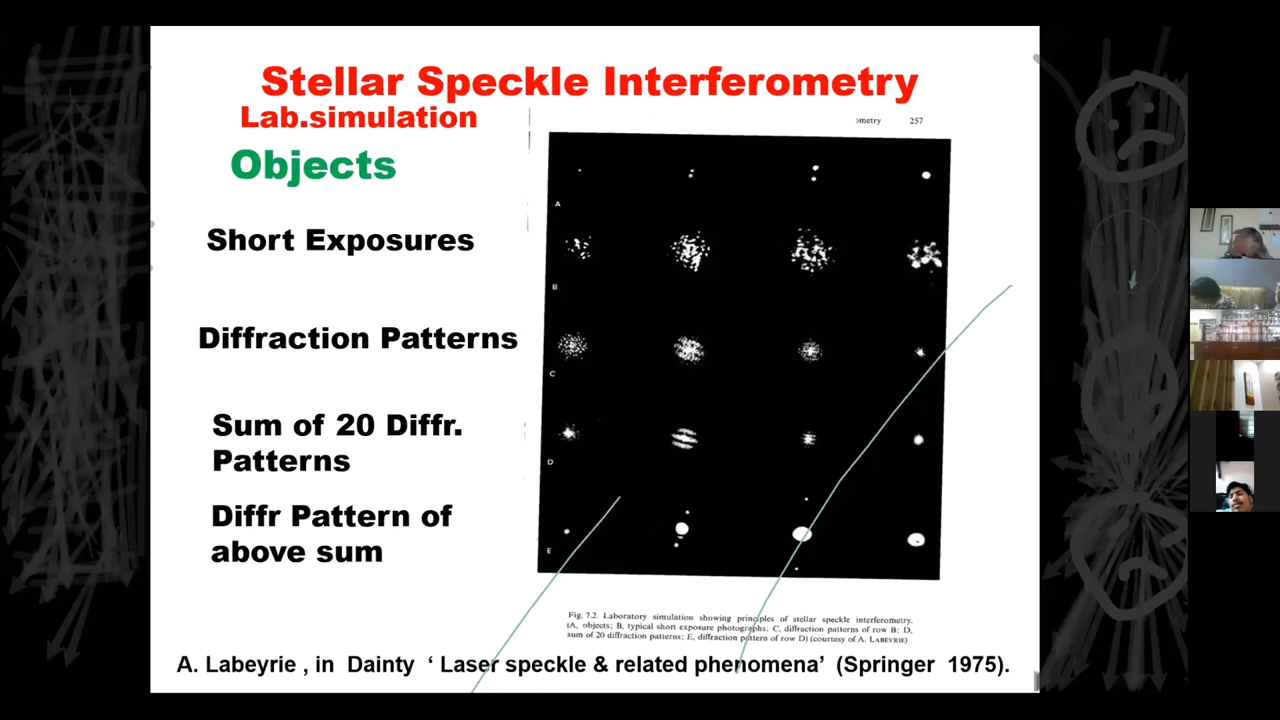 Stellar Speckle Interferometry
Lab.simulation
ometry 257
Objects
A
Short Exposures
B
Diffraction Patterns
C
Sum of 20 Diffr.
Patterns
D
Diffr Pattern of
above sum
E
Fig. 7.2. Laboratory simulation showing principles of stellar speckle interferometry.
(A, objects; B, typical short exposure photographs; C, diffraction patterns of row B; D,
sum of 20 diffraction patterns; E, diffraction pattern of row D) (courtesy of A. LABEYRIE)
A. Labeyrie , in Dainty ‘ Laser speckle & related phenomena’ (Springer 1975).